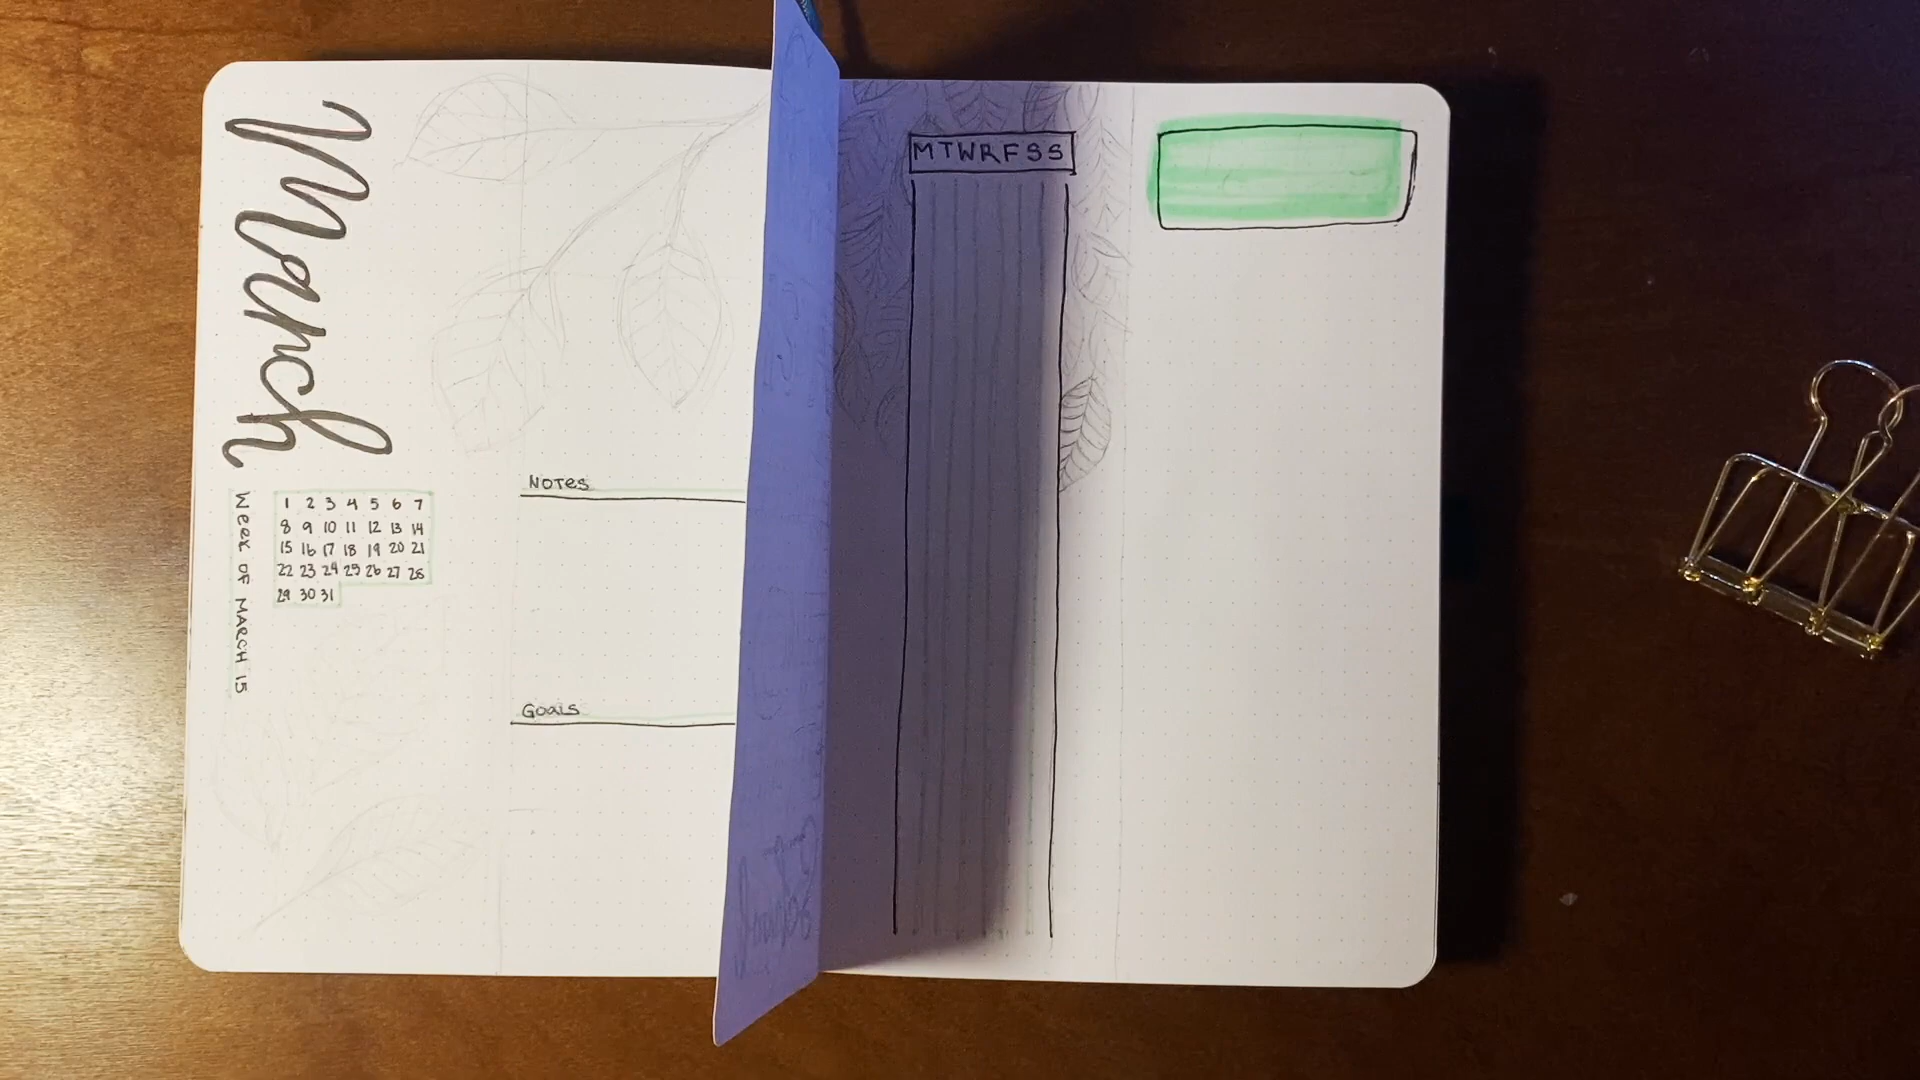 March
WEEK OF MARCH 15
1 2 3 4 5 6 7
8 9 10 11 12 13 14
15 16 17 18 19 20 21
22 23 24 25 26 27 28
29 30 31
NOTES
GOALS
MTWRFSS